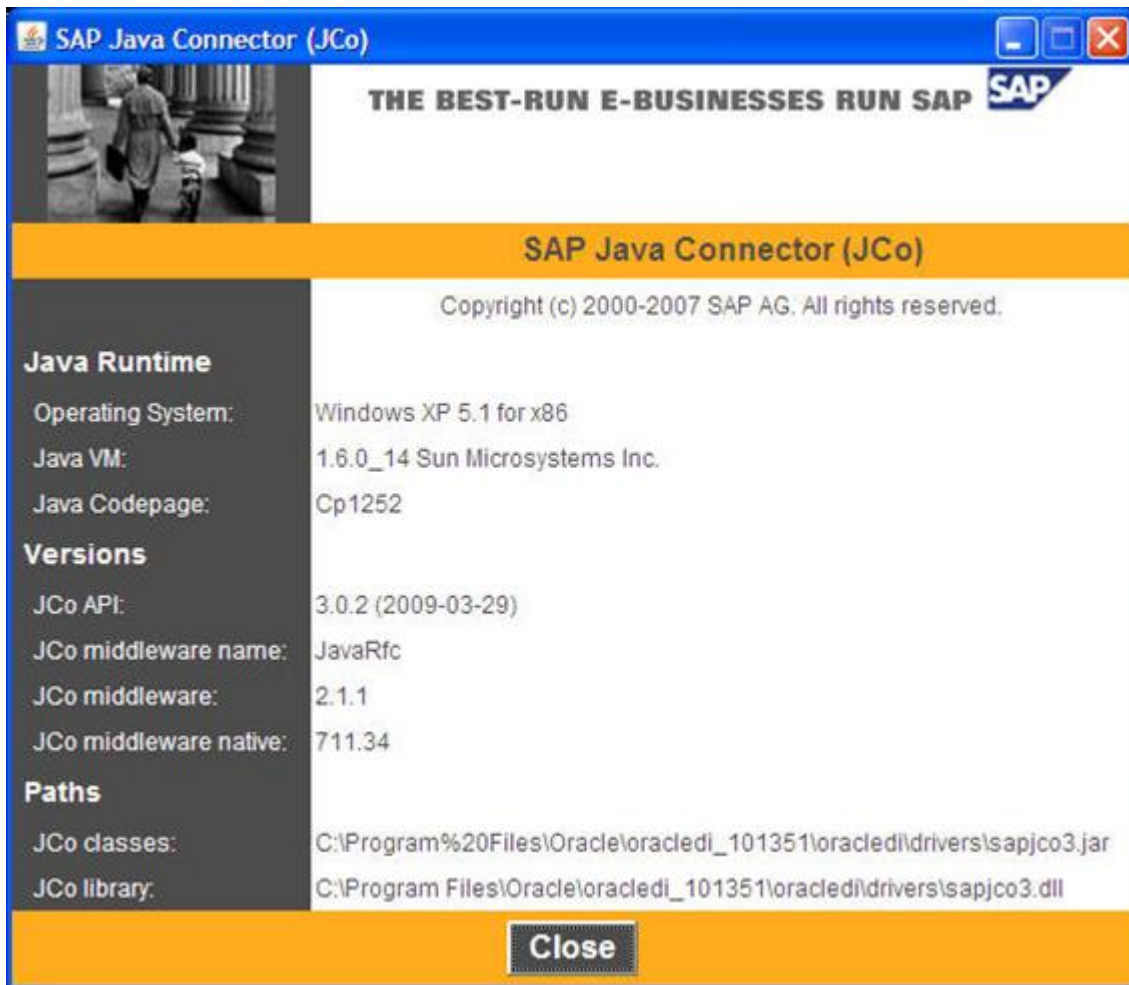 SAP Java Connector (JCo)
THE BEST-RUN E-BUSINESSES RUN SAP SAP
SAP Java Connector (JCo)
Copyright (c) 2000-2007 SAP AG. All rights reserved.
Java Runtime
Operating System: Windows XP 5.1 for x86
Java VM: 1.6.0_14 Sun Microsystems Inc.
Java Codepage: Cp1252
Versions
JCo API: 3.0.2 (2009-03-29)
JCo middleware name: JavaRfc
JCo middleware: 2.1.1
JCo middleware native: 711.34
Paths
JCo classes: C:\Program%20Files\Oracle\oracledi_101351\oracledi\drivers\sapjco3.jar
JCo library: C:\Program Files\Oracle\oracledi_101351\oracledi\drivers\sapjco3.dll
Close